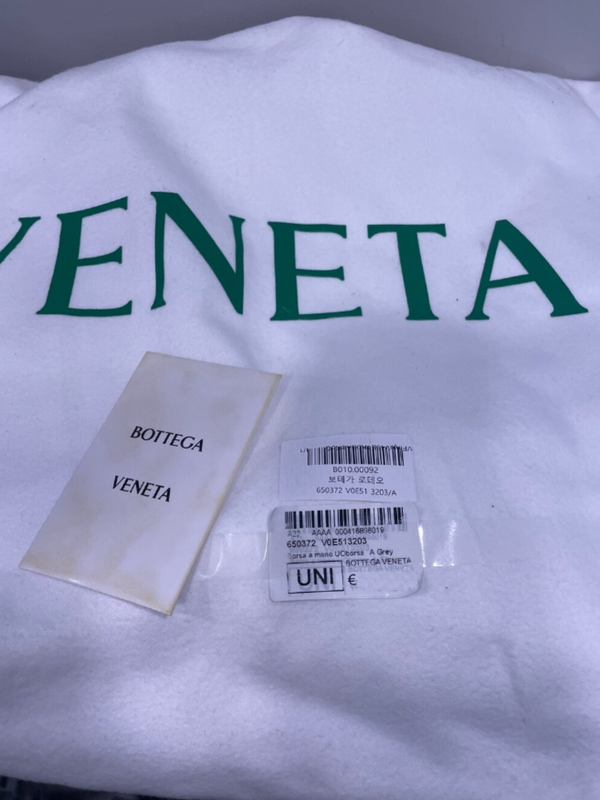 VENETA
BOTTEGA
VENETA
B010.00092
보테가 로데오
650372 V0E51 3203/A
A22 AAAA 000416898019
650372 V0E513203
borsa a mano UCborsa A Grey
BOTTEGA VENETA
UNI €